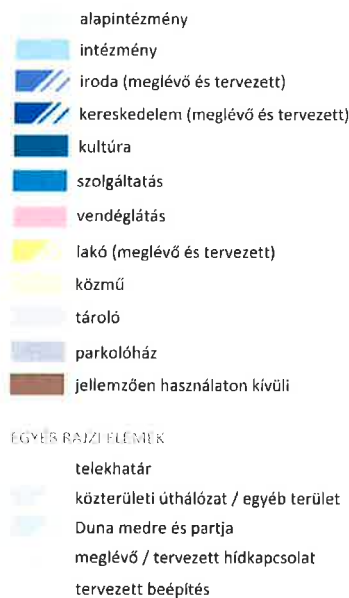 alapintézmény
intézmény
iroda (meglévő és tervezett)
kereskedelem (meglévő és tervezett)
kultúra
szolgáltatás
vendéglátás
lakó (meglévő és tervezett)
közmű
tároló
parkolóház
jellemzően használaton kívüli
EGYÉB RAJZI ELEMEK
telekhatár
közterületi úthálózat / egyéb terület
Duna medre és partja
meglévő / tervezett hídkapcsolat
tervezett beépítés